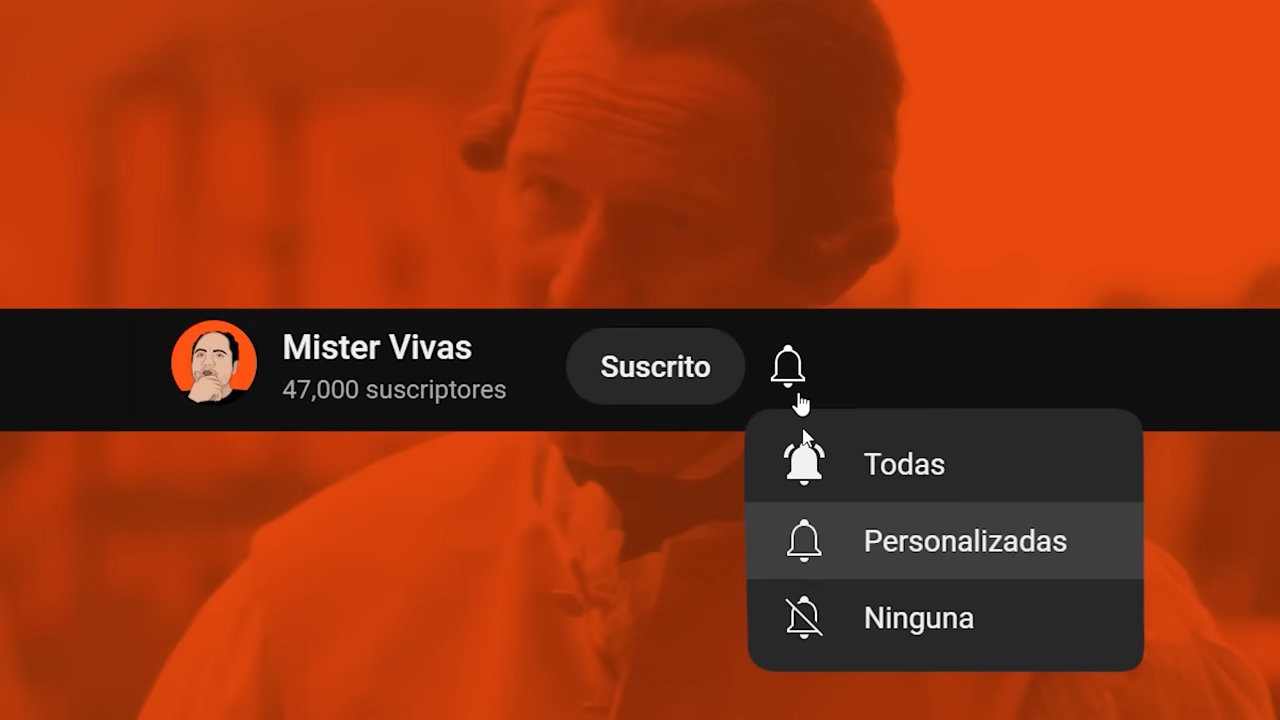 Mister Vivas
47,000 suscriptores
Suscrito
Todas
Personalizadas
Ninguna